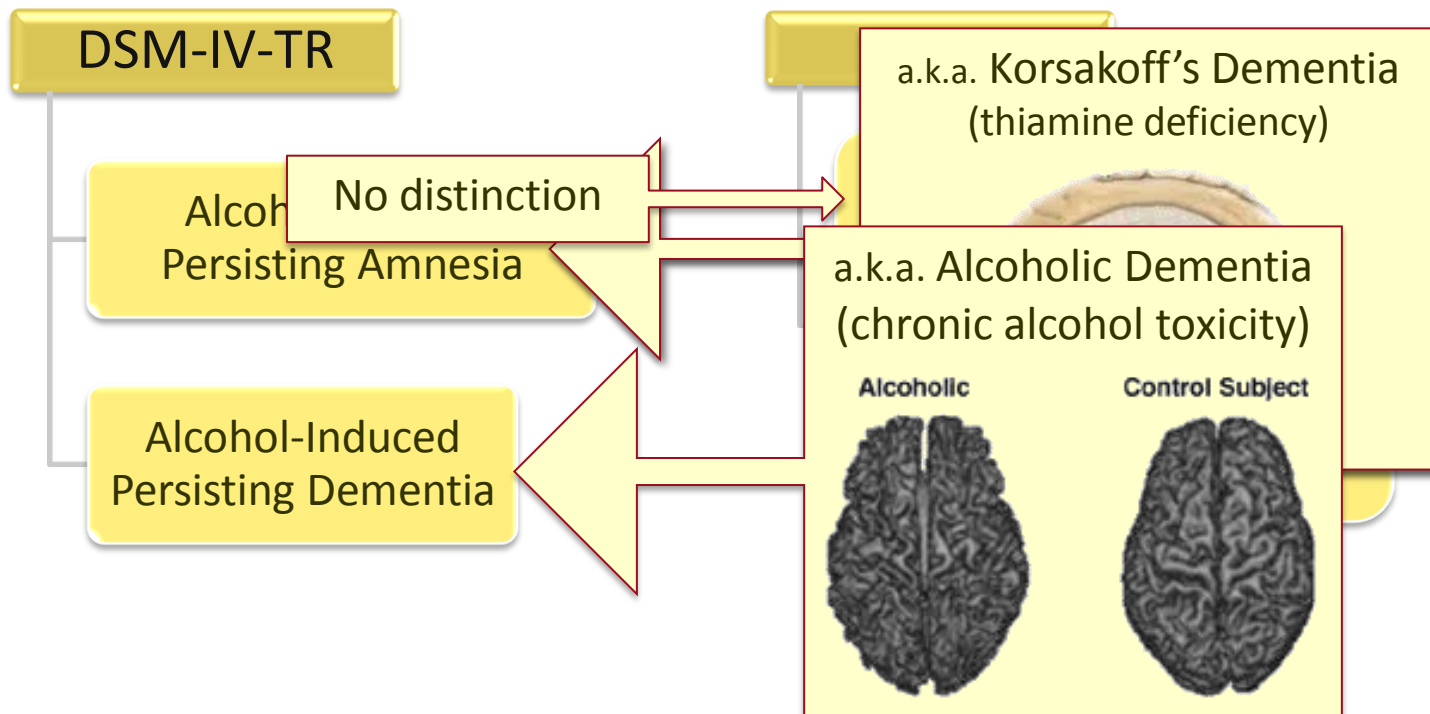 DSM-IV-TR
a.k.a. Korsakoff’s Dementia
(thiamine deficiency)
No distinction
Persisting Amnesia
a.k.a. Alcoholic Dementia
(chronic alcohol toxicity)
Alcoholic
Control Subject
Alcohol-Induced
Persisting Dementia